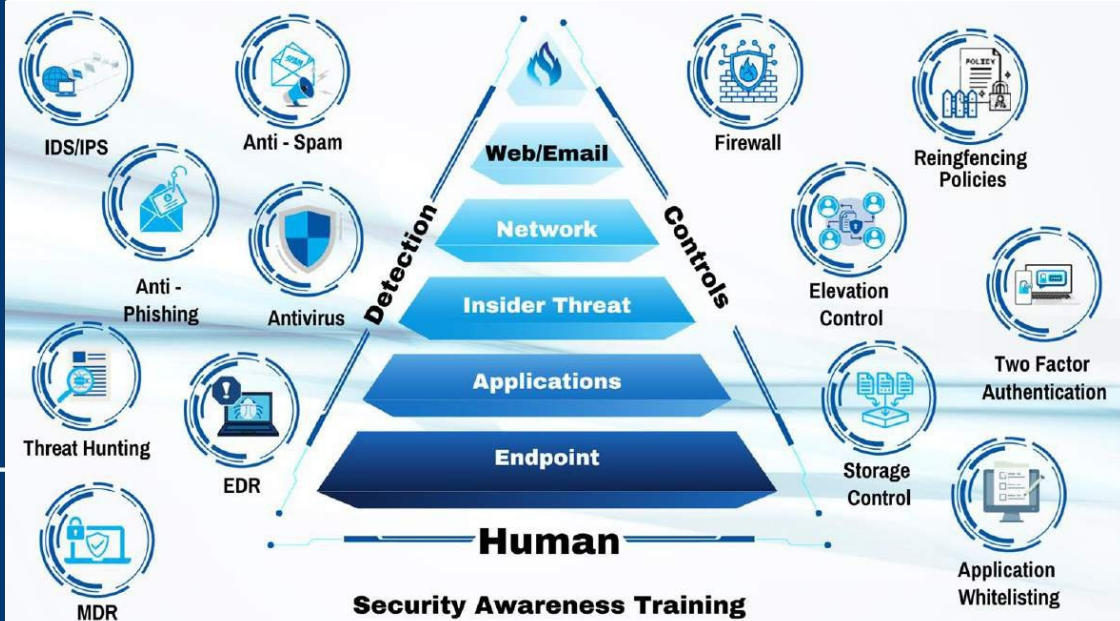 IDS/IPS
Anti - Spam
Anti -
Phishing
Antivirus
Threat Hunting
EDR
MDR
Detection
Web/Email
Network
Insider Threat
Applications
Endpoint
Controls
Human
Security Awareness Training
Firewall
POLICY
Reingfencing
Policies
Elevation
Control
Two Factor
Authentication
Storage
Control
Application
Whitelisting